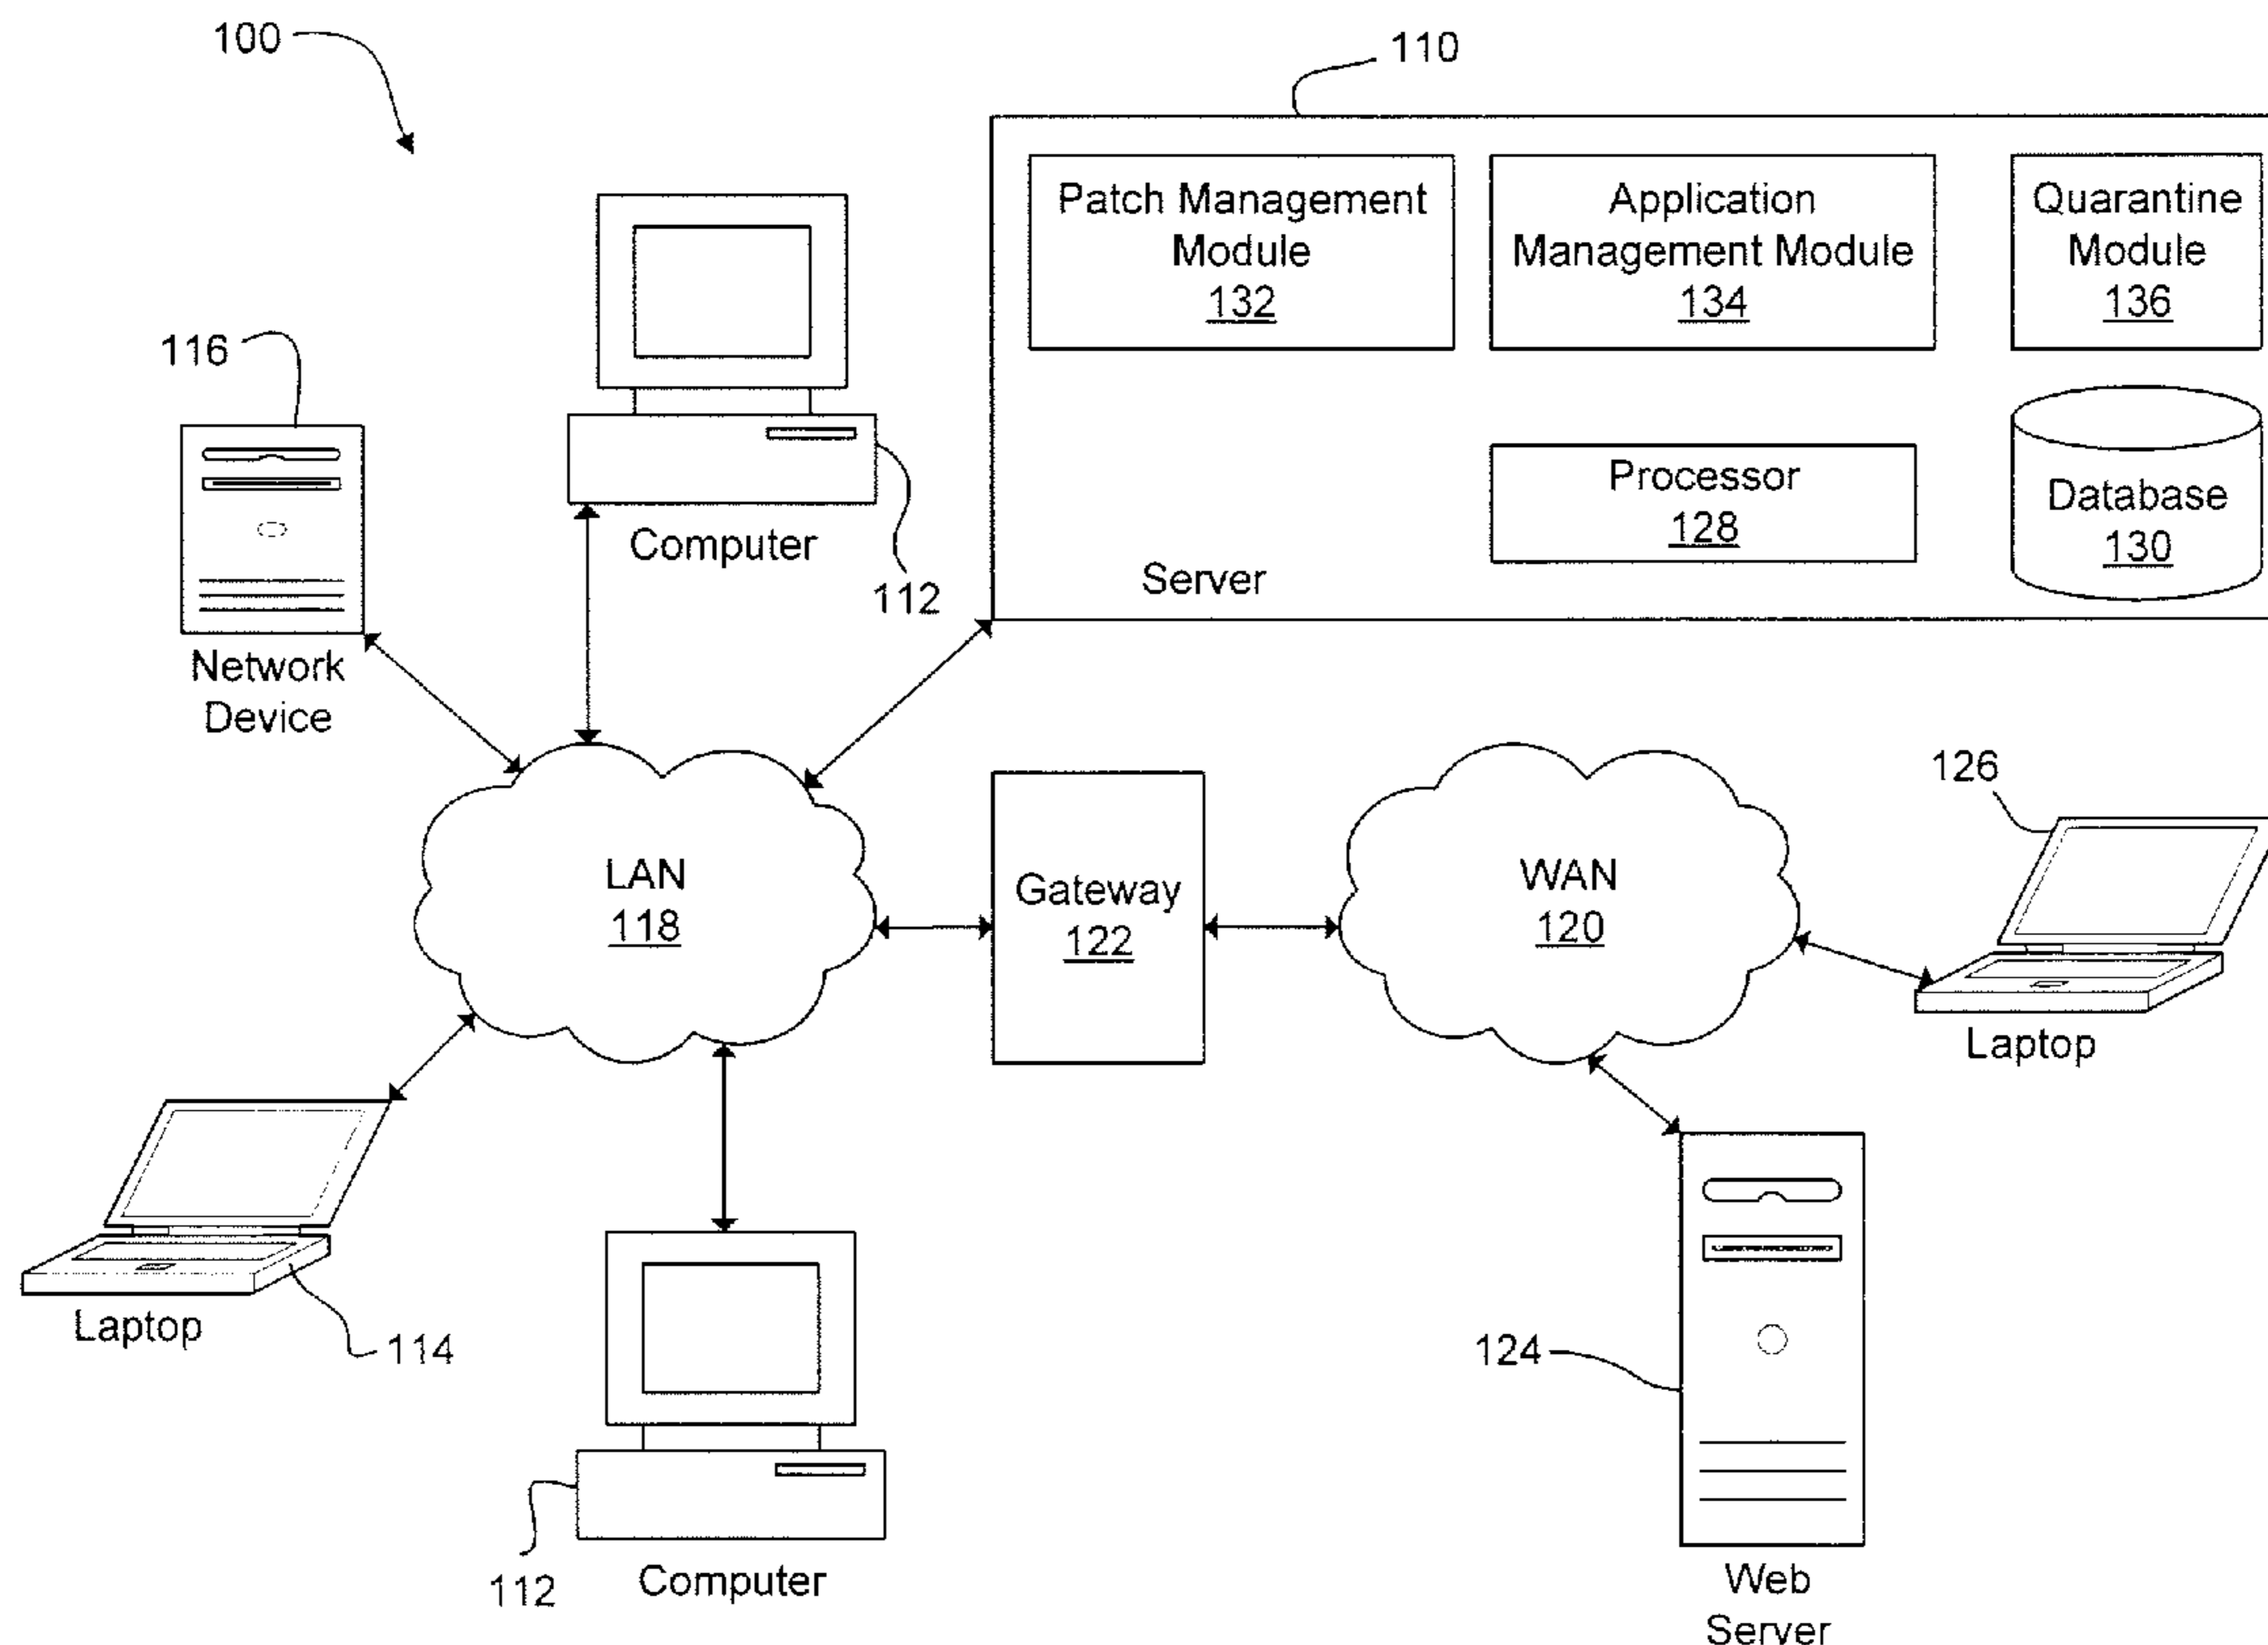 100
110
Patch Management
Module
132
Application
Management Module
134
Quarantine
Module
136
116
Processor
128
Database
130
Computer
112
Server
Network
Device
126
LAN
118
Gateway
122
WAN
120
Laptop
Laptop
114
124
112
Computer
Web
Server